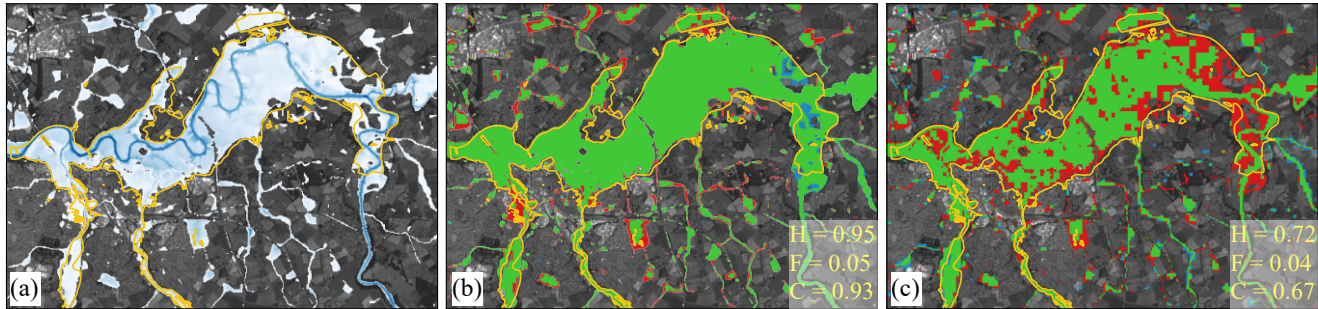 (a)
(b)
H = 0.95
F = 0.05
C = 0.93
(c)
H = 0.72
F = 0.04
C = 0.67